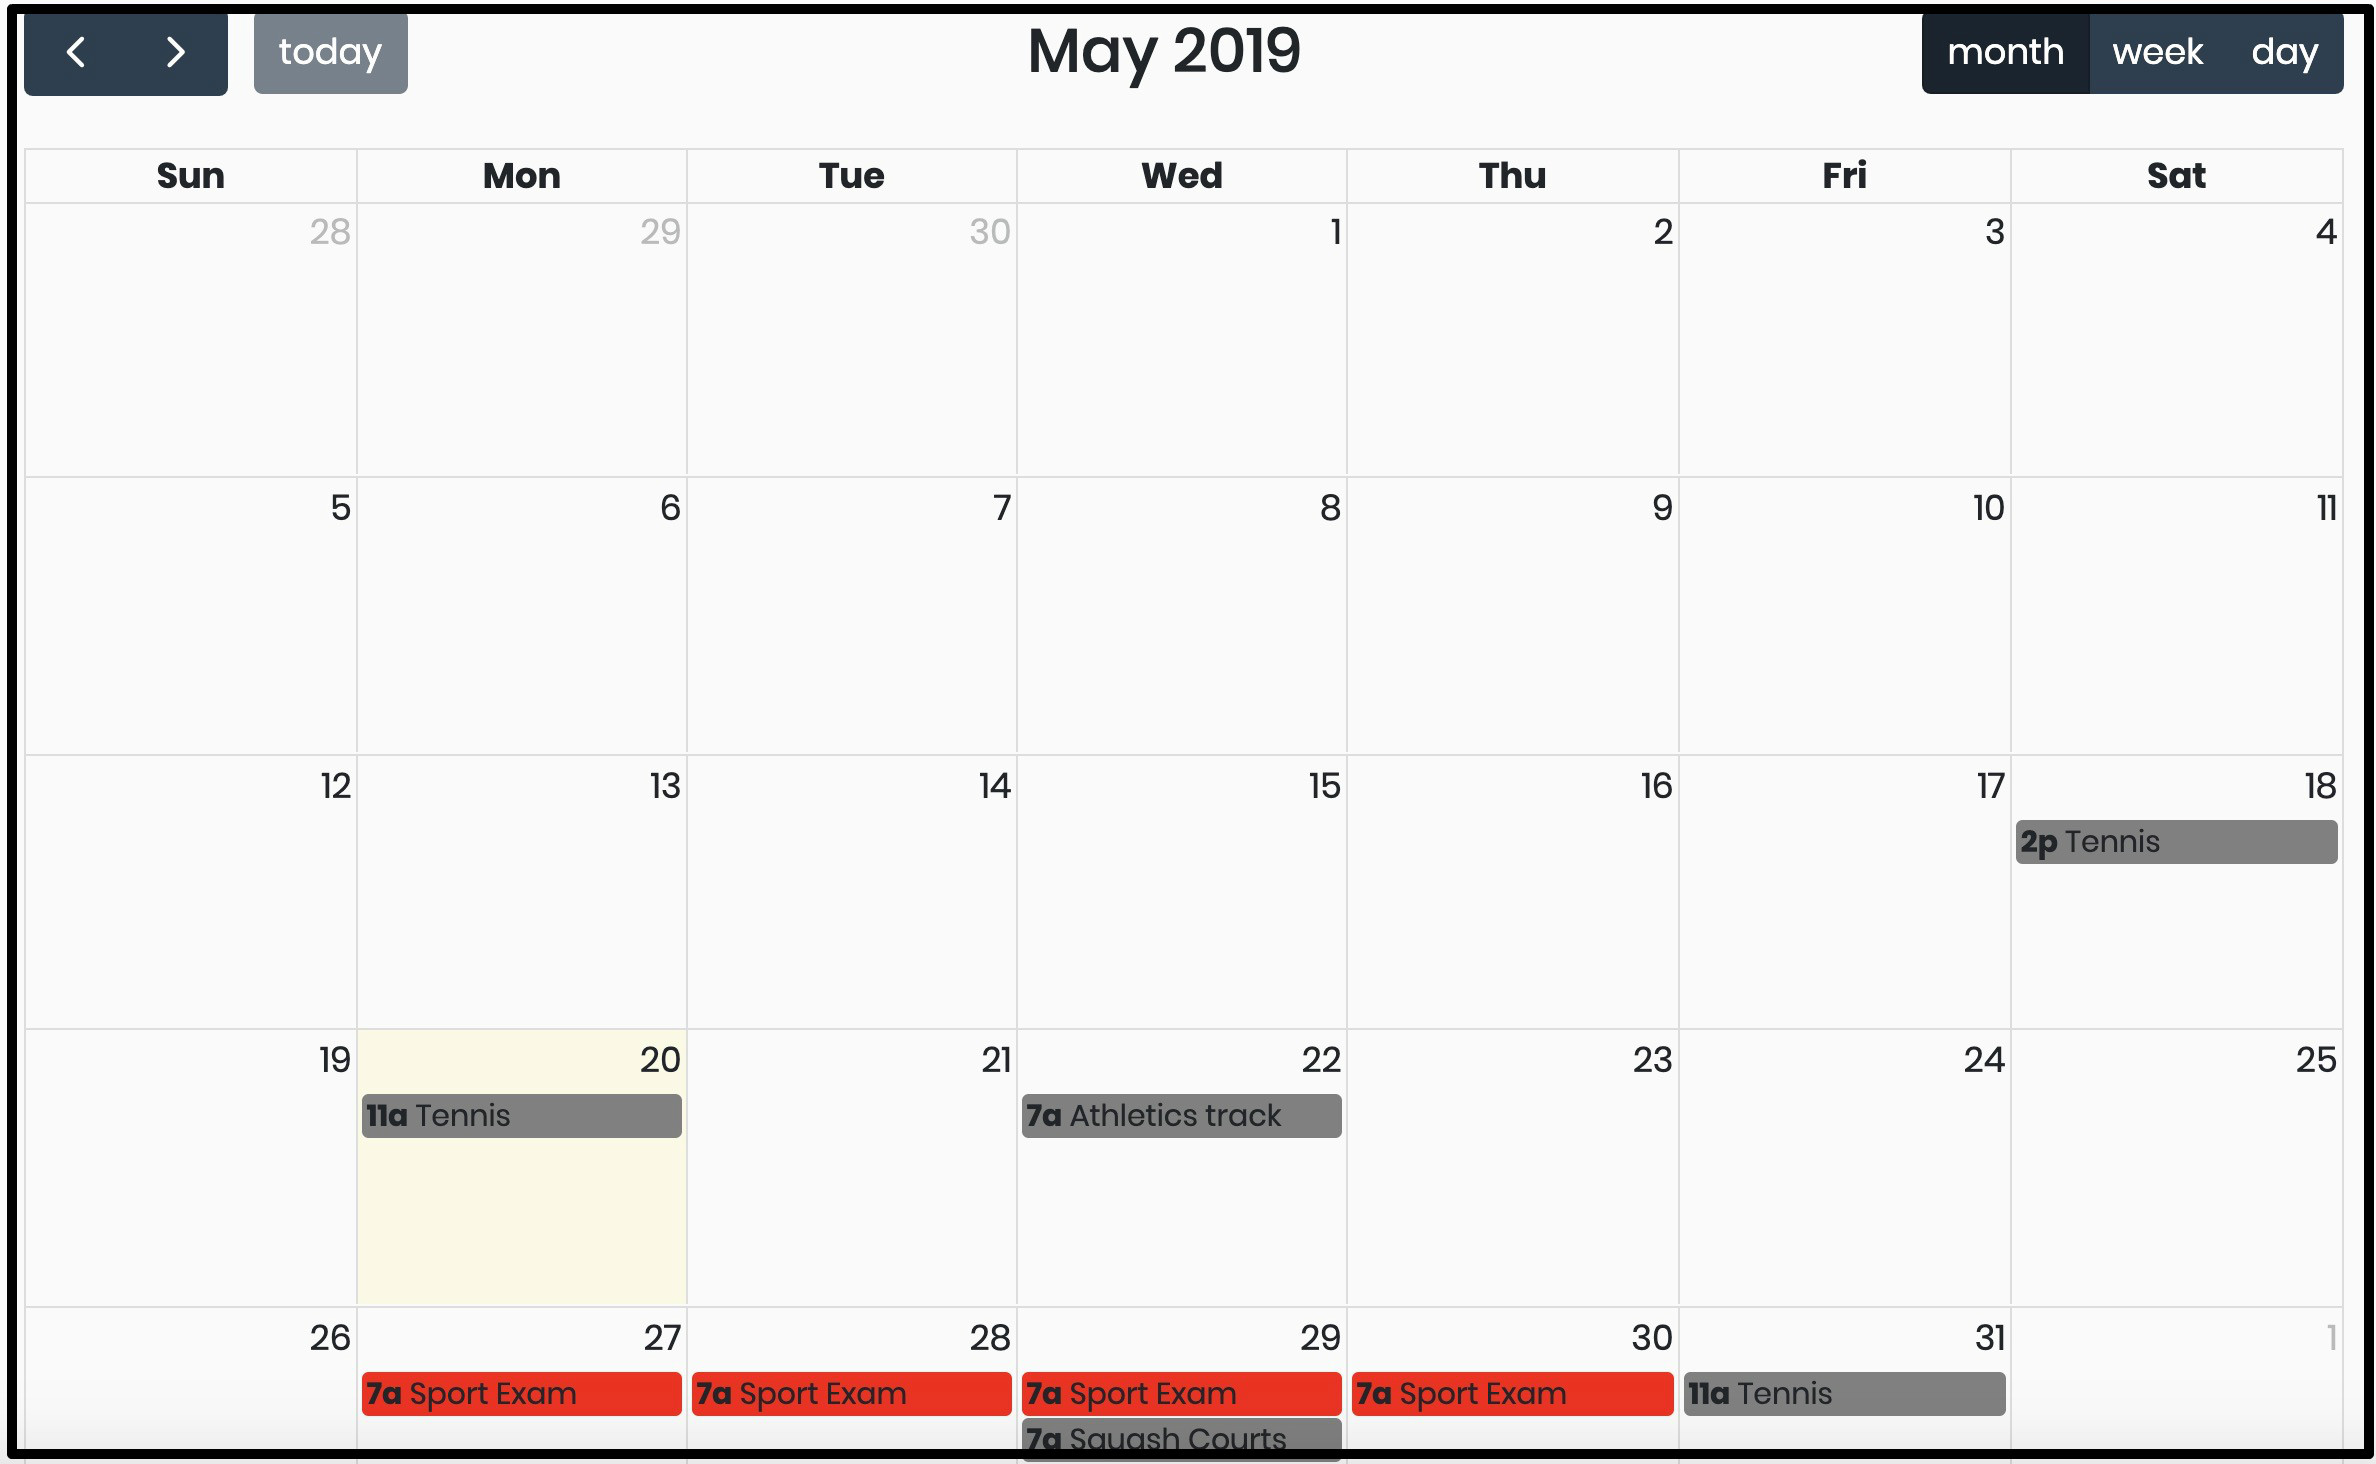 today May 2019 month week day
Sun Mon Tue Wed Thu Fri Sat
28 29 30 1 2 3 4
5 6 7 8 9 10 11
12 13 14 15 16 17 18
2p Tennis
19 20 21 22 23 24 25
11a Tennis 7a Athletics track
26 27 28 29 30 31 1
7a Sport Exam 7a Sport Exam 7a Sport Exam 7a Sport Exam 11a Tennis
7a Squash Courts